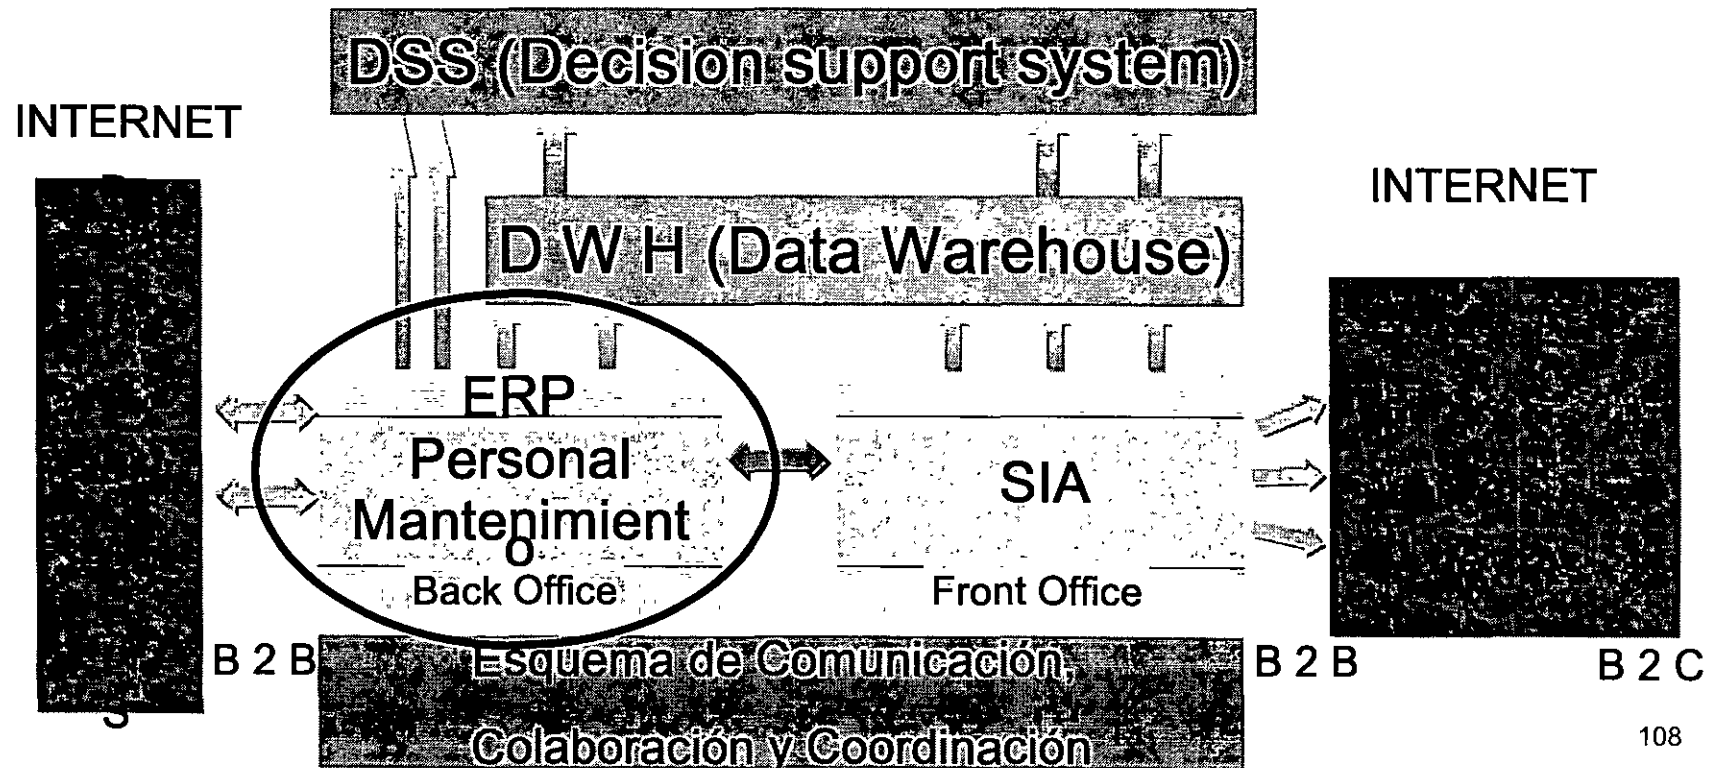 DSS (Decision support system)
INTERNET
INTERNET
D W H (Data Warehouse)
ERP
Personal
Mantenimient
o
SIA
Back Office
Front Office
B 2 B
Esquema de Comunicación,
B 2 B
B 2 C
Colaboración y Coordinación
108